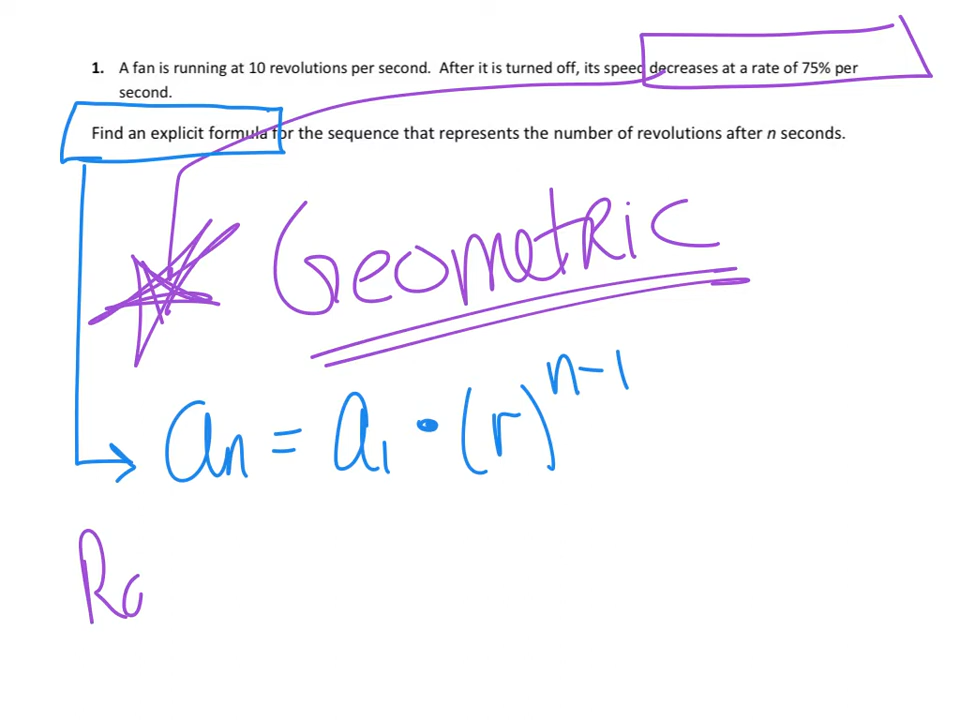 1. A fan is running at 10 revolutions per second. After it is turned off, its speed decreases at a rate of 75% per
second.
Find an explicit formula for the sequence that represents the number of revolutions after n seconds.
Geometric
an = a1 • (r)^n-1
Ra